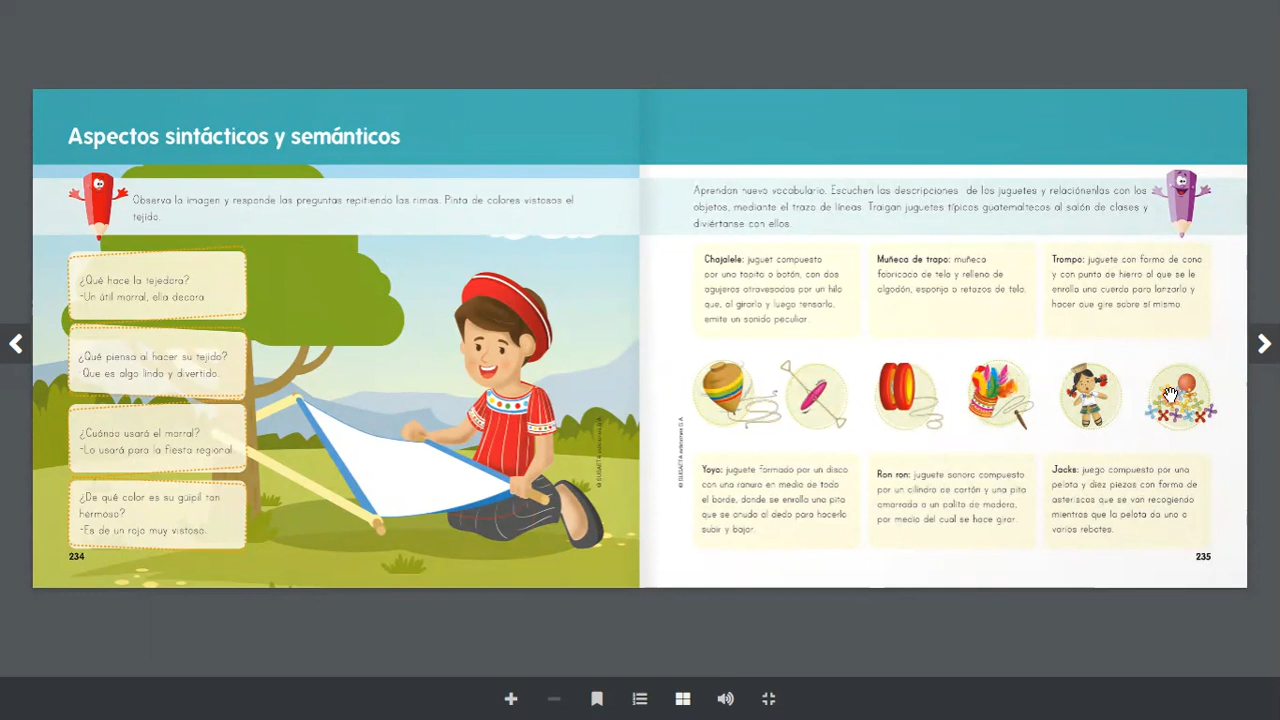 Aspectos sintácticos y semánticos
Observa la imagen y responde las preguntas repitiendo las rimas. Pinta de colores vistosos el
tejido.
¿Qué hace la tejedora?
-Un útil morral, ella decora
¿Qué piensa al hacer su tejido?
Que es algo lindo y divertido.
¿Cuándo usará el morral?
-Lo usará para la fiesta regional
¿De qué color es su güipil tan
hermoso?
-Es de un rojo muy vistoso.
234
© SUSAETA ediciones G.A
Aprendan nuevo vocabulario. Escuchen las descripciones de los juguetes y relaciónenlas con los
objetos, mediante el trazo de líneas. Traigan juguetes típicos guatemaltecos al salón de clases y
diviértanse con ellos.
Chajalele: juguet compuesto
por una tapita o botón, con dos
agujeros atravesados por un hilo
que, al girarlo y luego tensarlo,
emite un sonido peculiar.
Muñeca de trapo: muñeca
fabricada de tela y rellena de
algodón, esponja o retazos de tela.
Trompo: juguete con forma de cono
y con punta de hierro al que se le
enrolla una cuerda para lanzarlo y
hacer que gire sobre sí mismo.
Yoyo: juguete formado por un disco
con una ranura en medio de todo
el borde, donde se enrolla una pita
que se anuda al dedo para hacerlo
subir y bajar.
Ron ron: juguete sonoro compuesto
por un cilindro de cartón y una pita
amarrada a un palito de madera,
por medio del cual se hace girar.
Jacks: juego compuesto por una
pelota y diez piezas con forma de
asteriscos que se van recogiendo
mientras que la pelota da uno o
varios rebotes.
© SUSAETA ediciones G.A
235